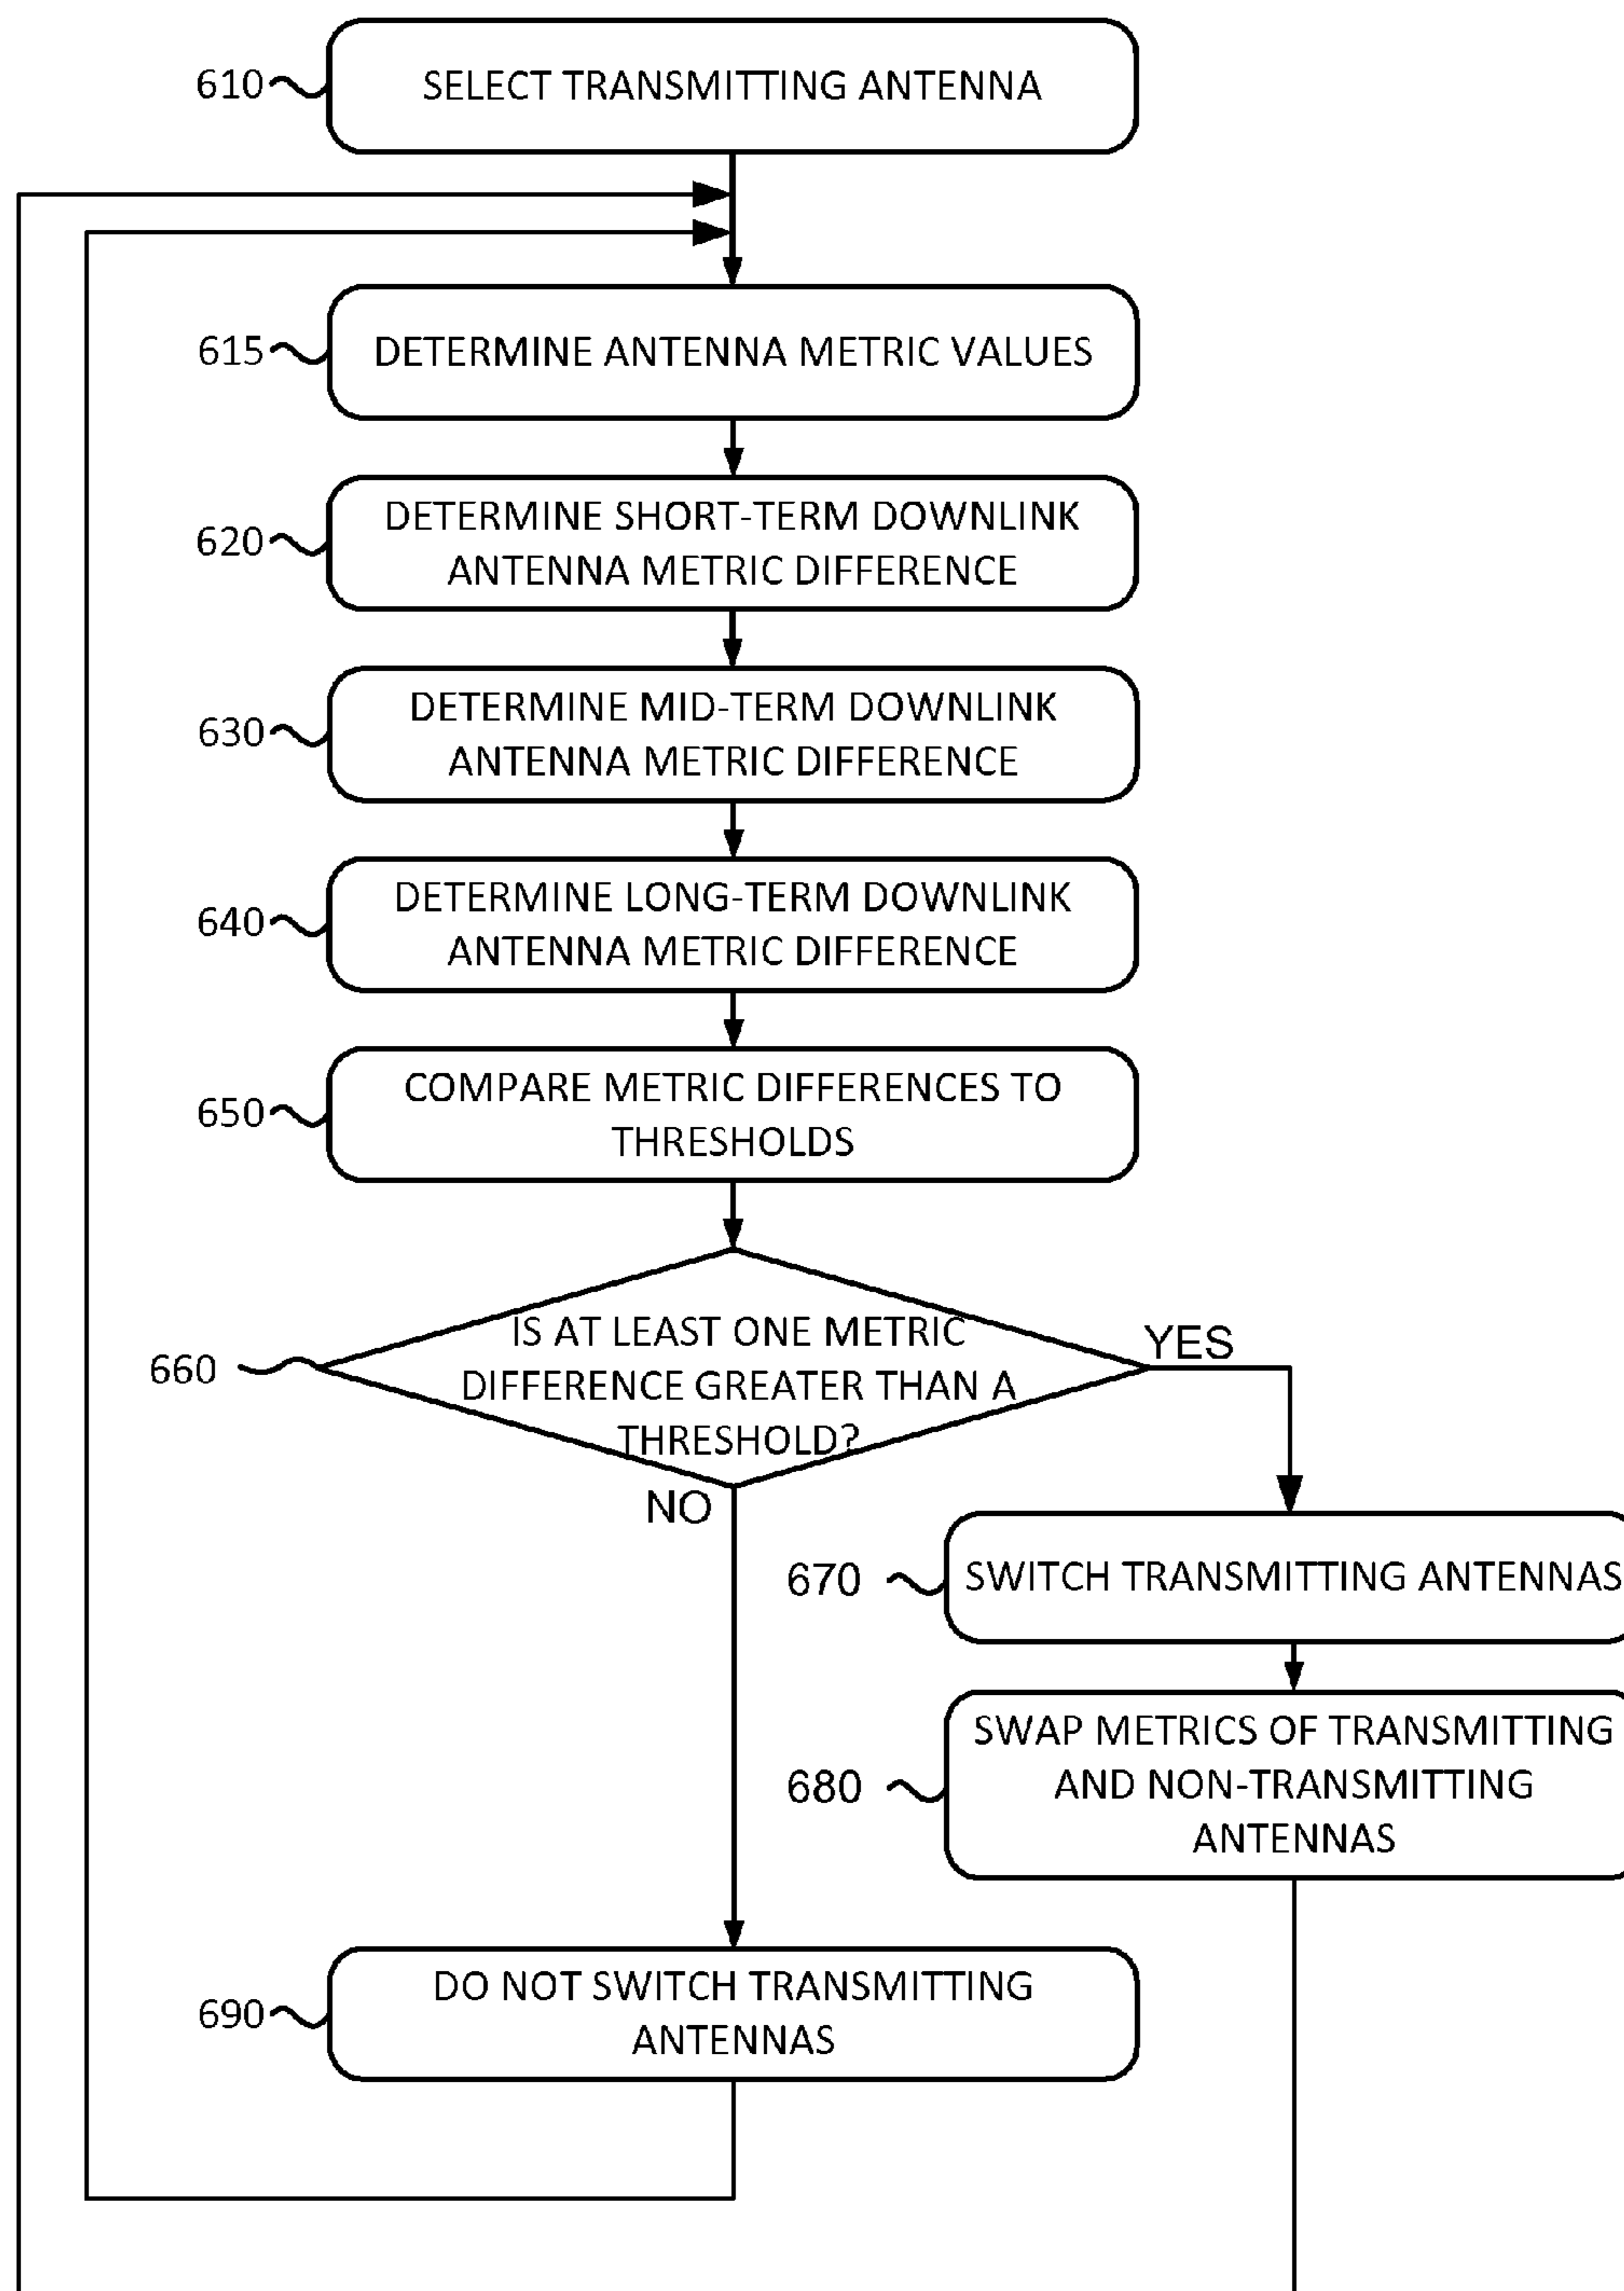 610
SELECT TRANSMITTING ANTENNA
615
DETERMINE ANTENNA METRIC VALUES
620
DETERMINE SHORT-TERM DOWNLINK
ANTENNA METRIC DIFFERENCE
630
DETERMINE MID-TERM DOWNLINK
ANTENNA METRIC DIFFERENCE
640
DETERMINE LONG-TERM DOWNLINK
ANTENNA METRIC DIFFERENCE
650
COMPARE METRIC DIFFERENCES TO
THRESHOLDS
660
IS AT LEAST ONE METRIC
DIFFERENCE GREATER THAN A
THRESHOLD?
YES
NO
670
SWITCH TRANSMITTING ANTENNAS
680
SWAP METRICS OF TRANSMITTING
AND NON-TRANSMITTING
ANTENNAS
690
DO NOT SWITCH TRANSMITTING
ANTENNAS